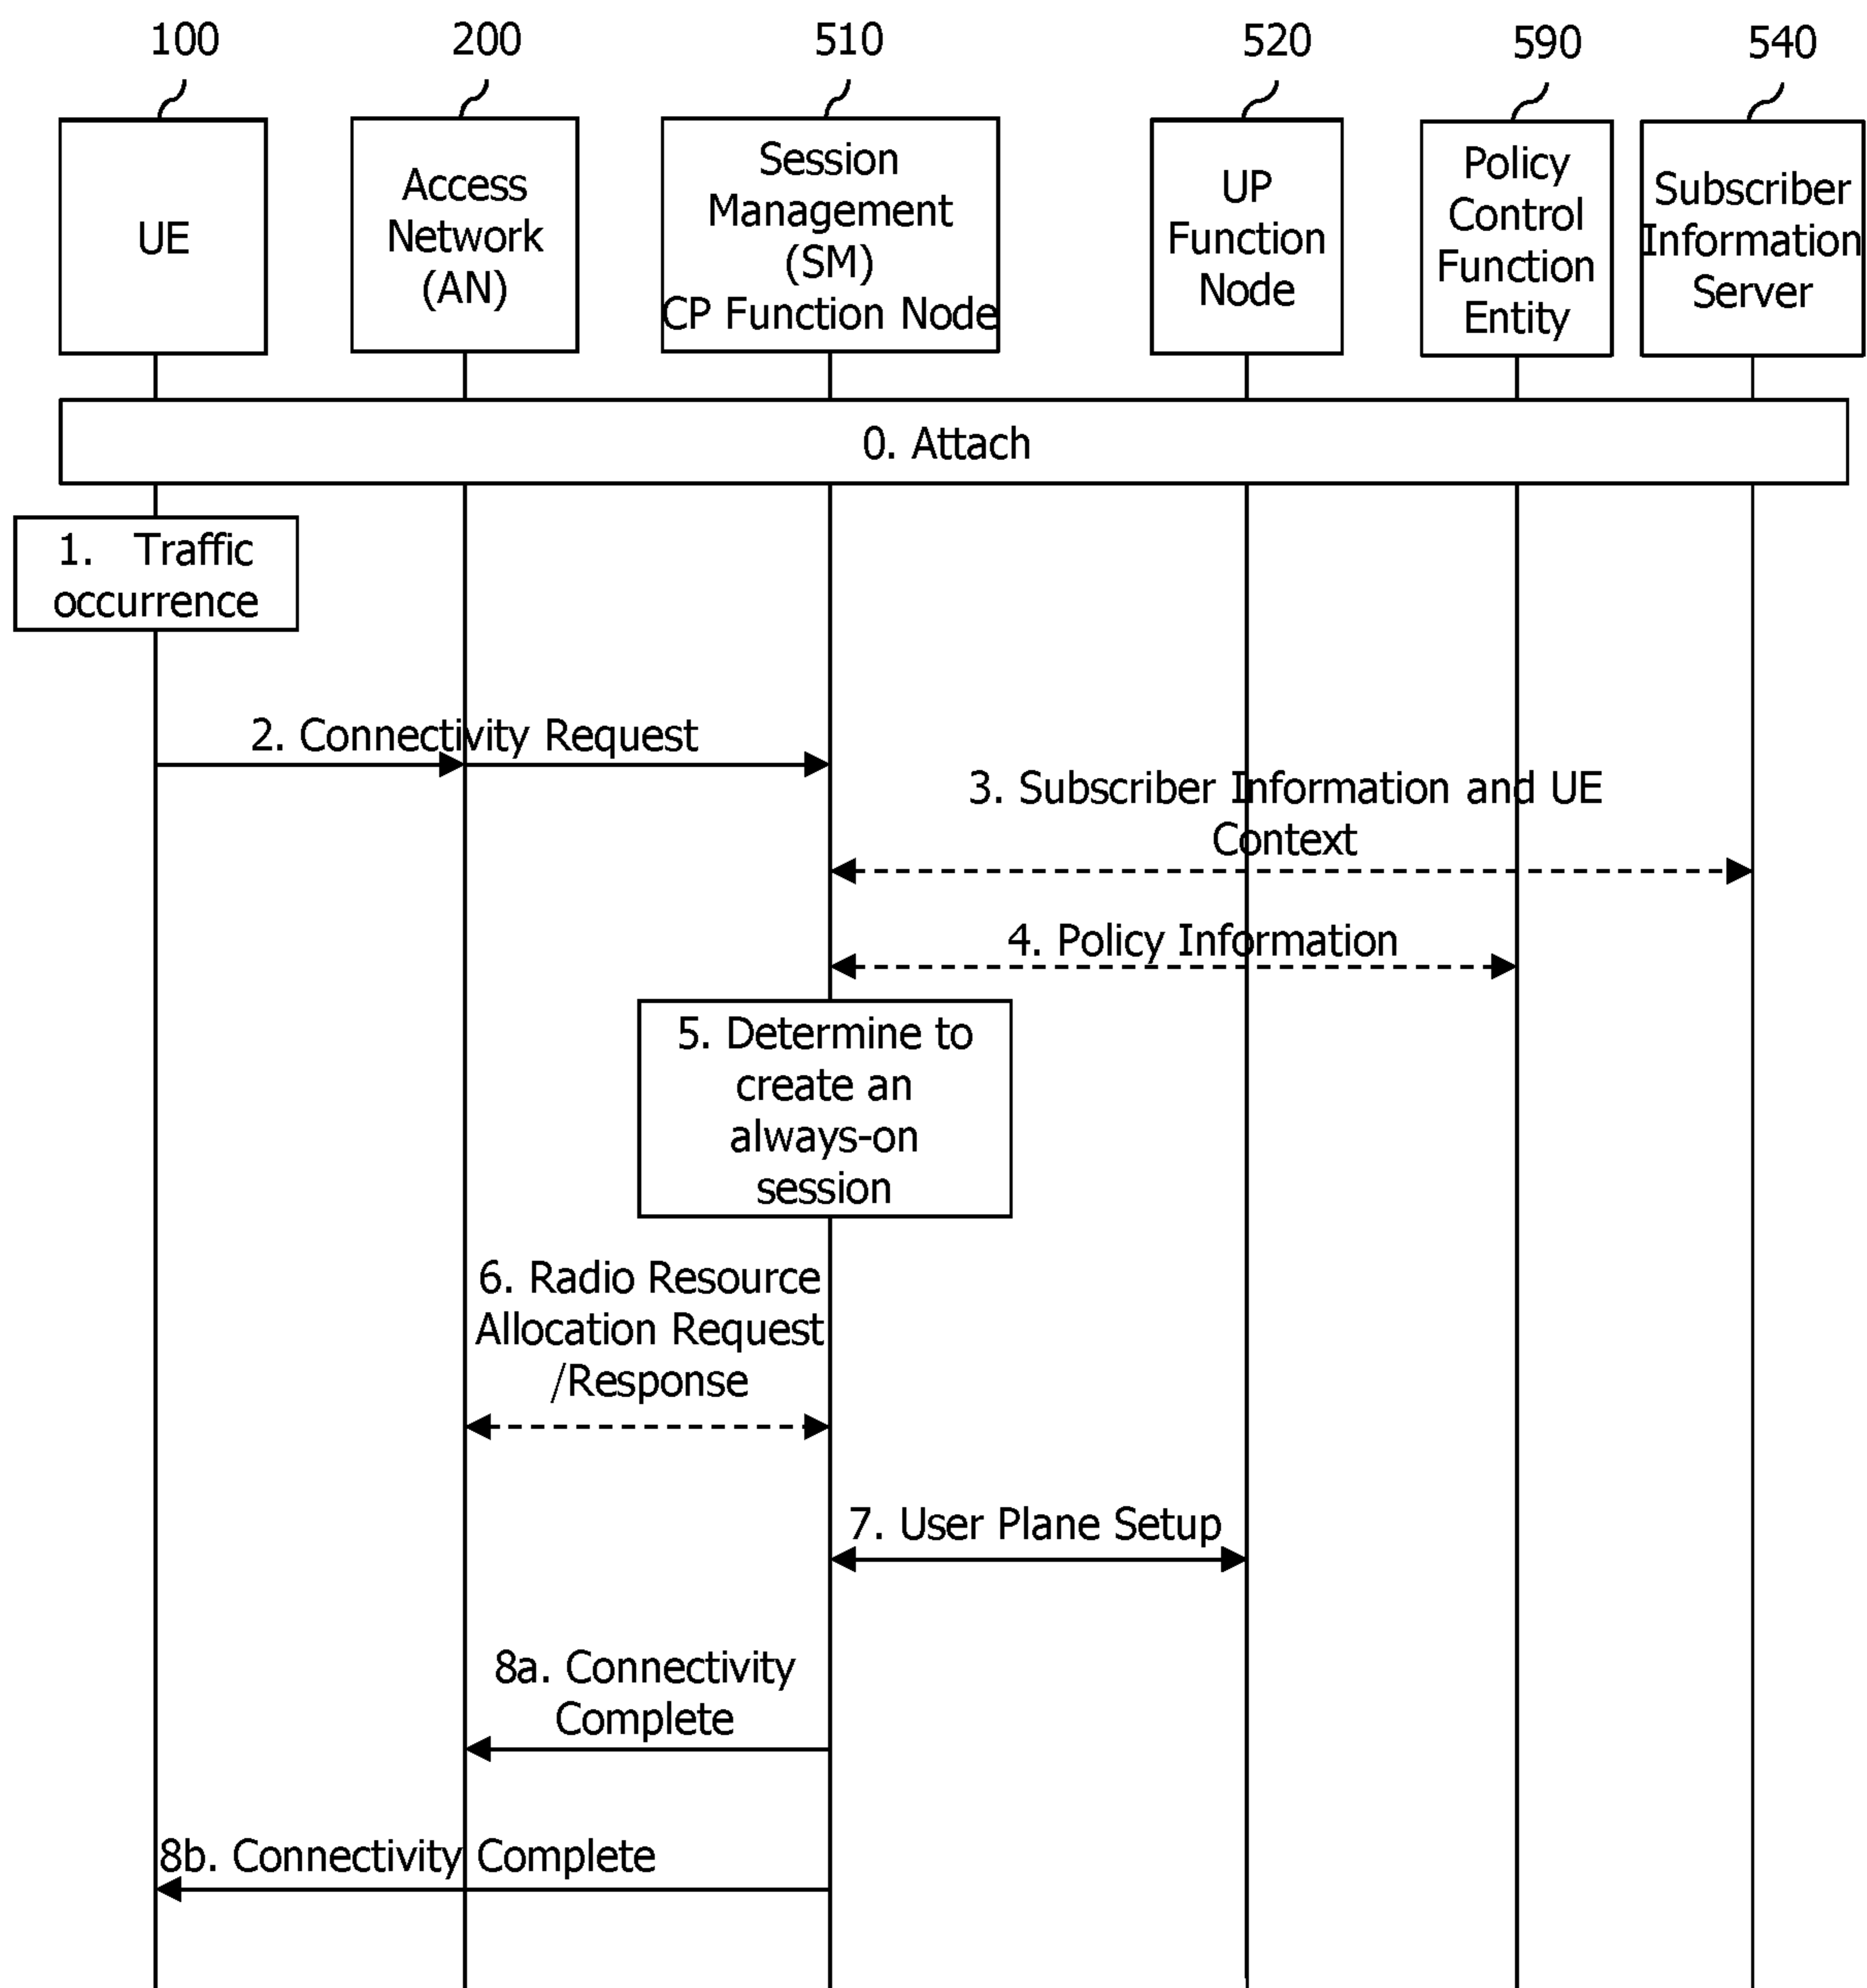 100
200
510
520
590
540
UE
Access
Network
(AN)
Session
Management
(SM)
CP Function Node
UP
Function
Node
Policy
Control
Function
Entity
Subscriber
Information
Server
0. Attach
1. Traffic
occurrence
2. Connectivity Request
3. Subscriber Information and UE
Context
4. Policy Information
5. Determine to
create an
always-on
session
6. Radio Resource
Allocation Request
/Response
7. User Plane Setup
8a. Connectivity
Complete
8b. Connectivity Complete